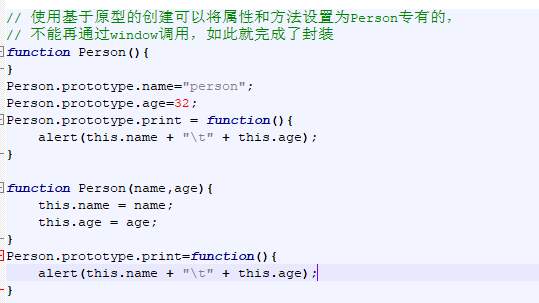 // 使用基于原型的创建可以将属性和方法设置为Person专有的，
// 不能再通过window调用，如此就完成了封装
function Person(){
}
Person.prototype.name="person";
Person.prototype.age=32;
Person.prototype.print = function(){
    alert(this.name + "\t" + this.age);
}

function Person(name,age){
    this.name = name;
    this.age = age;
}
Person.prototype.print=function(){
    alert(this.name + "\t" + this.age);
}